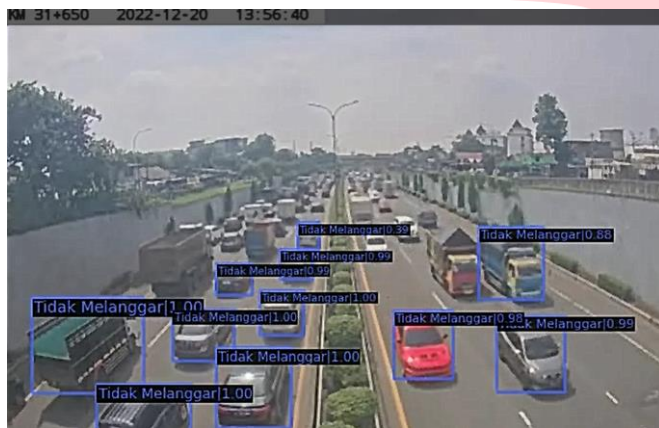 KM 31+650 2022-12-20 13:56:40
Tidak Melanggar|0.39
Tidak Melanggar|0.88
Tidak Melanggar|0.99
Tidak Melanggar|0.99
Tidak Melanggar|1.00
Tidak Melanggar|1.00
Tidak Melanggar|1.00
Tidak Melanggar|0.98
Tidak Melanggar|0.99
Tidak Melanggar|1.00
Tidak Melanggar|1.00